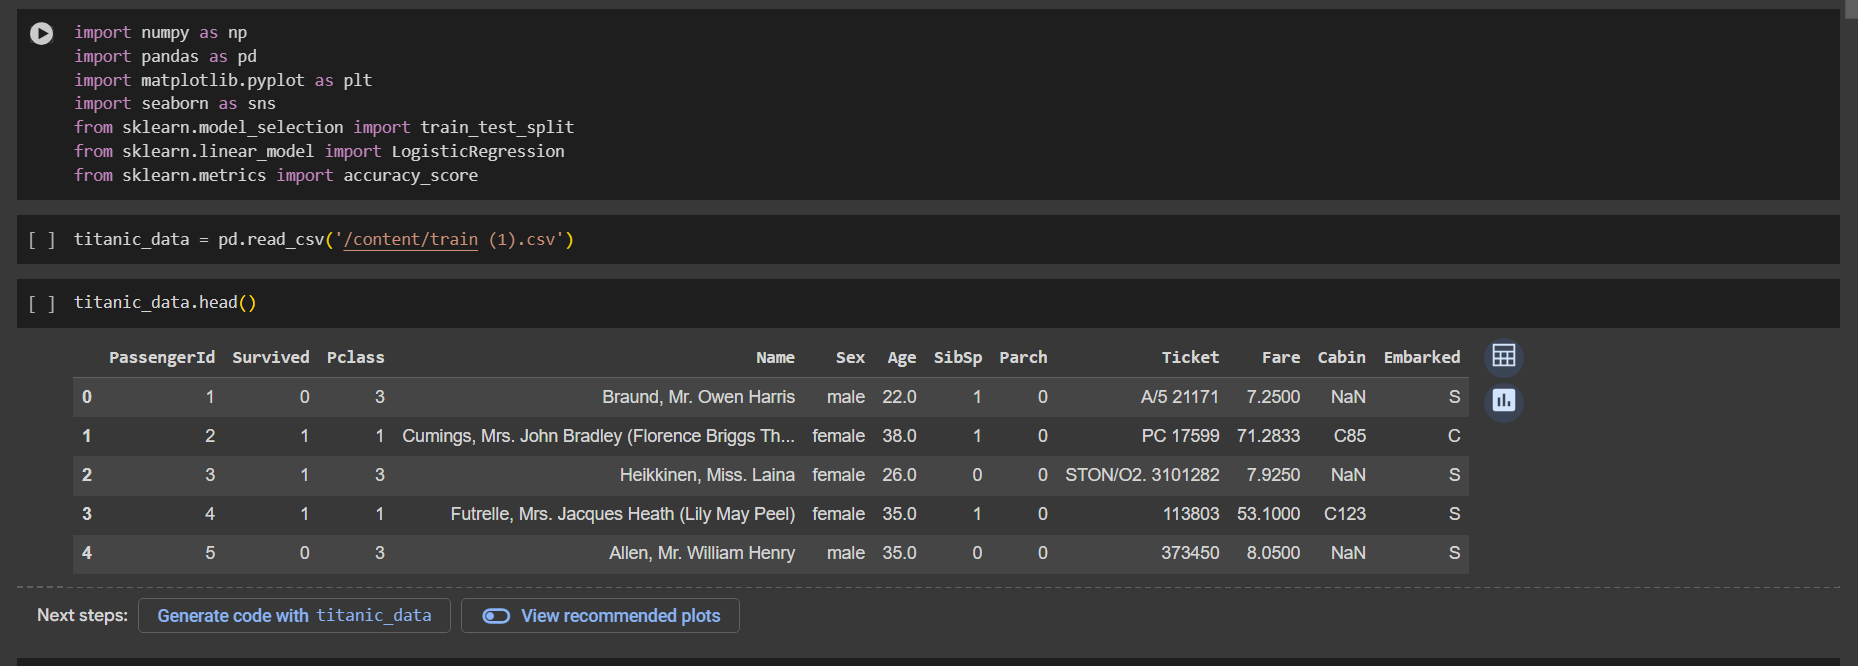 import numpy as np
import pandas as pd
import matplotlib.pyplot as plt
import seaborn as sns
from sklearn.model_selection import train_test_split
from sklearn.linear_model import LogisticRegression
from sklearn.metrics import accuracy_score
[ ] titanic_data = pd.read_csv('/content/train (1).csv')
[ ] titanic_data.head()
PassengerId Survived Pclass Name Sex Age SibSp Parch Ticket Fare Cabin Embarked
0 1 0 3 Braund, Mr. Owen Harris male 22.0 1 0 A/5 21171 7.2500 NaN S
1 2 1 1 Cumings, Mrs. John Bradley (Florence Briggs Th... female 38.0 1 0 PC 17599 71.2833 C85 C
2 3 1 3 Heikkinen, Miss. Laina female 26.0 0 0 STON/O2. 3101282 7.9250 NaN S
3 4 1 1 Futrelle, Mrs. Jacques Heath (Lily May Peel) female 35.0 1 0 113803 53.1000 C123 S
4 5 0 3 Allen, Mr. William Henry male 35.0 0 0 373450 8.0500 NaN S
Next steps: Generate code with titanic_data View recommended plots